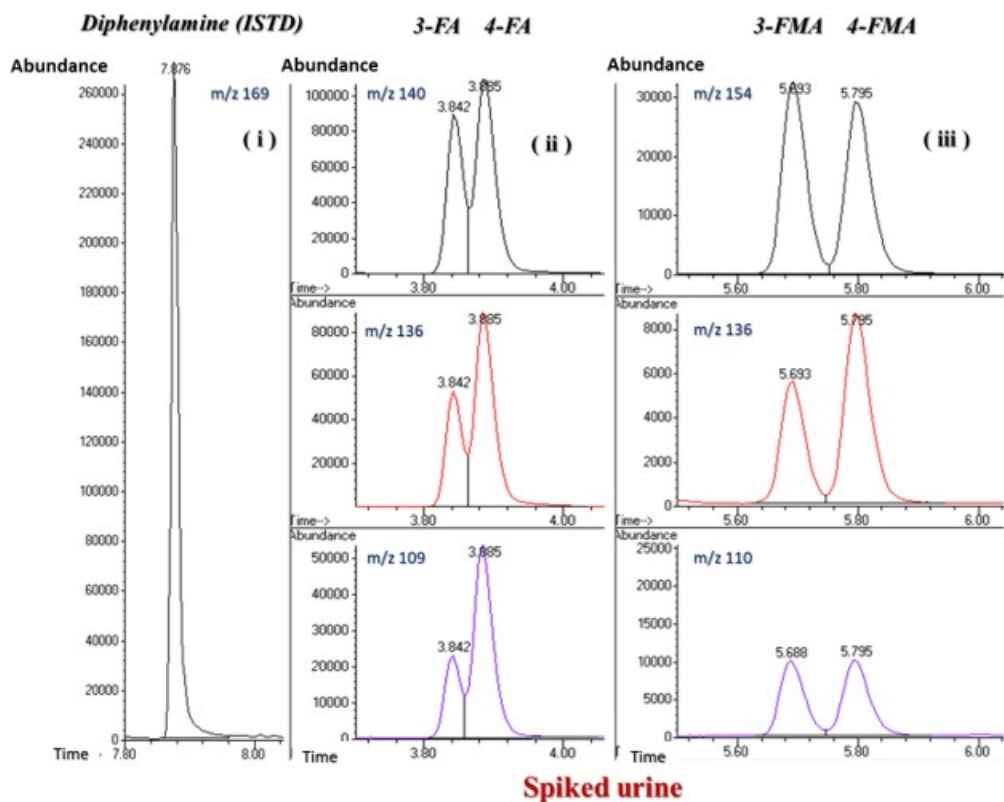 Diphenylamine (ISTD) 3-FA 4-FA 3-FMA 4-FMA
Abundance
7.876
m/z 169
( i )
260000
240000
220000
200000
180000
160000
140000
120000
100000
80000
60000
40000
20000
0
Time
7.80 8.00
Abundance
m/z 140
3.842
3.885
( ii )
100000
80000
60000
40000
20000
0
Time--> 3.80 4.00
Abundance
m/z 136
3.842
3.885
80000
60000
40000
20000
0
Time--> 3.80 4.00
Abundance
m/z 109
3.842
3.885
50000
40000
30000
20000
10000
0
Time 3.80 4.00
Abundance
m/z 154
5.693
5.795
( iii )
30000
20000
10000
0
Time--> 5.60 5.80 6.00
Abundance
m/z 136
5.693
5.795
8000
6000
4000
2000
0
Time--> 5.60 5.80 6.00
Abundance
m/z 110
5.688
5.795
25000
20000
15000
10000
5000
0
Time 5.60 5.80 6.00
Spiked urine